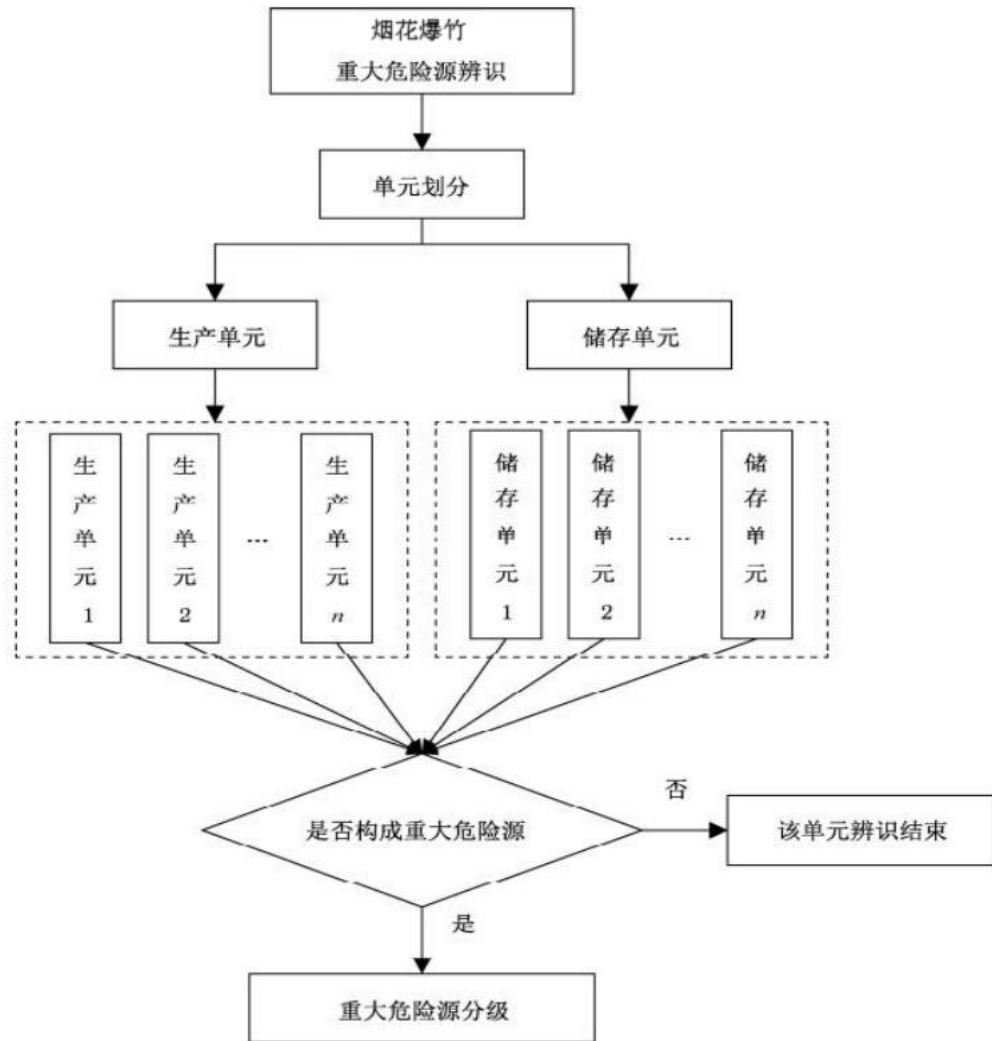 烟花爆竹
重大危险源辨识
单元划分
生产单元
储存单元
生产单元1
生产单元2
…
生产单元n
储存单元1
储存单元2
…
储存单元n
是否构成重大危险源
否
该单元辨识结束
是
重大危险源分级